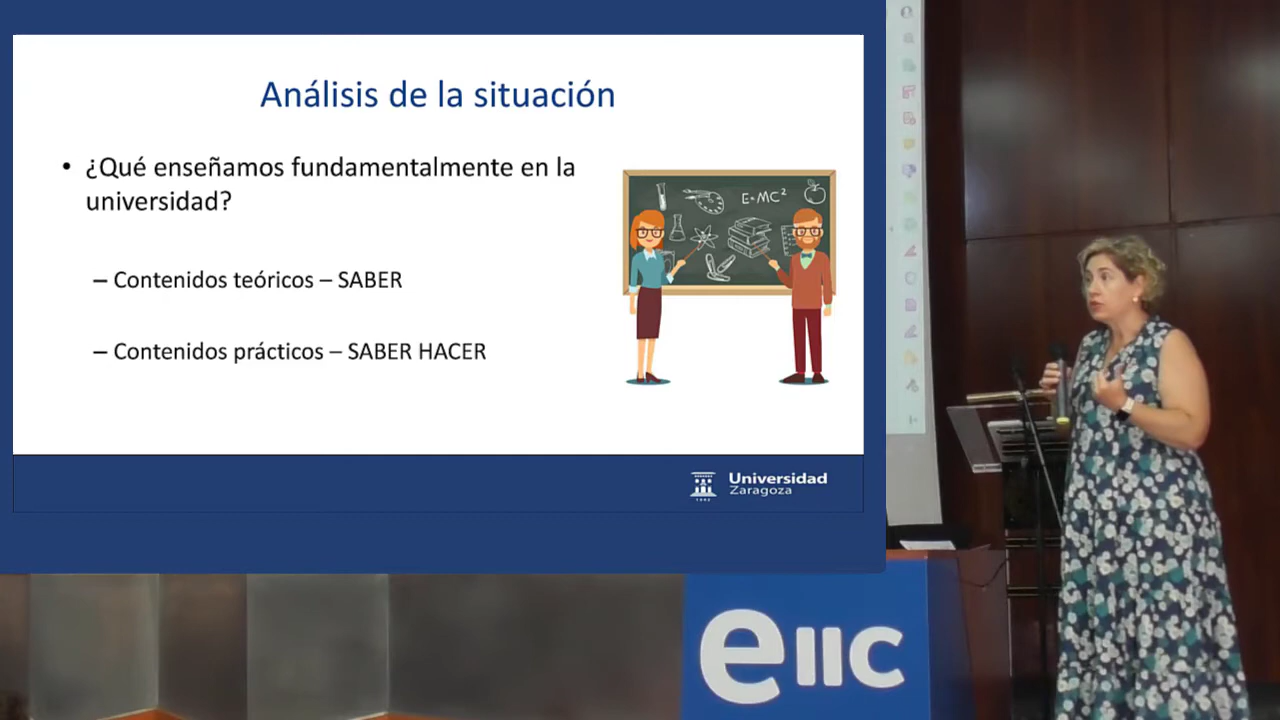 Análisis de la situación
• ¿Qué enseñamos fundamentalmente en la
universidad?
– Contenidos teóricos – SABER
– Contenidos prácticos – SABER HACER
E=MC²
Universidad
Zaragoza
1542
eIIC